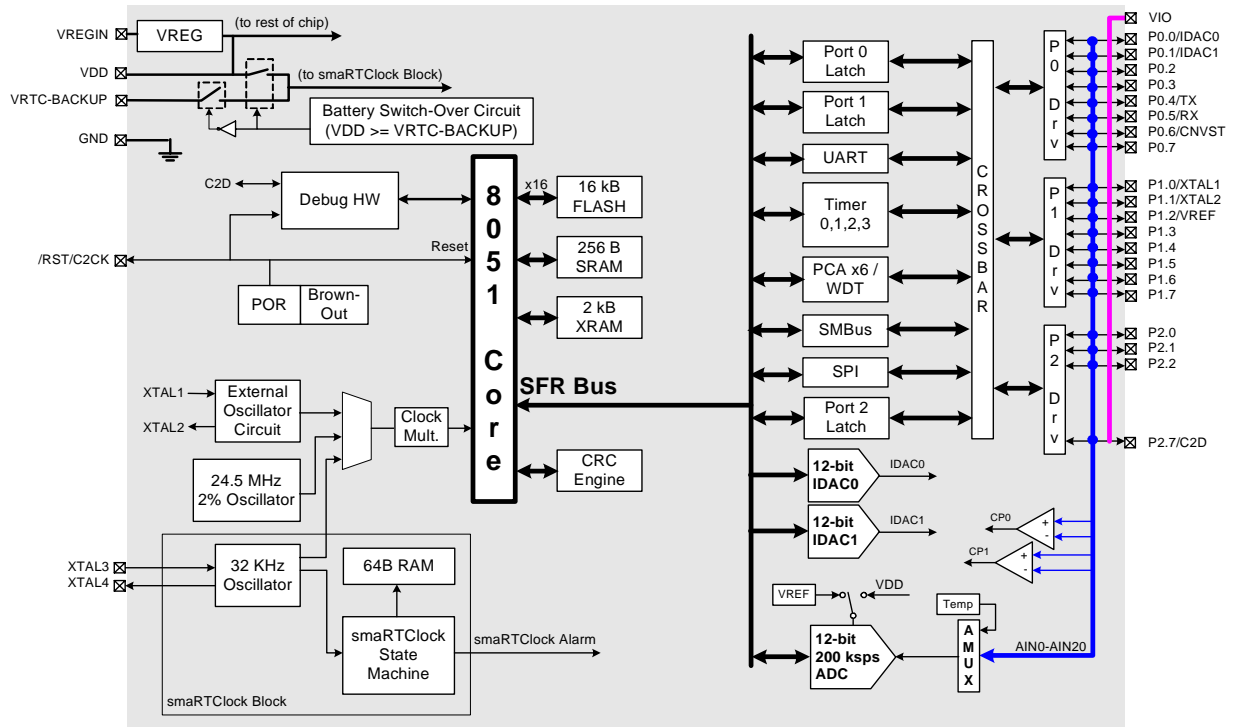 VREGIN
VREG
(to rest of chip)
VDD
(to smaRTClock Block)
VRTC-BACKUP
Battery Switch-Over Circuit
(VDD >= VRTC-BACKUP)
GND
C2D
Debug HW
/RST/C2CK
Reset
POR
Brown-
Out
8
0
5
1
C
o
r
e
x16
16 kB
FLASH
256 B
SRAM
2 kB
XRAM
SFR Bus
CRC
Engine
XTAL1
XTAL2
External
Oscillator
Circuit
Clock
Mult.
24.5 MHz
2% Oscillator
XTAL3
XTAL4
32 KHz
Oscillator
64B RAM
smaRTClock
State
Machine
smaRTClock Alarm
smaRTClock Block
Port 0
Latch
Port 1
Latch
UART
Timer
0,1,2,3
PCA x6 /
WDT
SMBus
SPI
Port 2
Latch
C
R
O
S
S
B
A
R
P
0
D
r
v
P
1
D
r
v
P
2
D
r
v
VIO
P0.0/IDAC0
P0.1/IDAC1
P0.2
P0.3
P0.4/TX
P0.5/RX
P0.6/CNVST
P0.7
P1.0/XTAL1
P1.1/XTAL2
P1.2/VREF
P1.3
P1.4
P1.5
P1.6
P1.7
P2.0
P2.1
P2.2
P2.7/C2D
12-bit
IDAC0
IDAC0
12-bit
IDAC1
IDAC1
CP0
+
-
CP1
+
-
VREF
VDD
Temp
12-bit
200 ksps
ADC
A
M
U
X
AIN0-AIN20